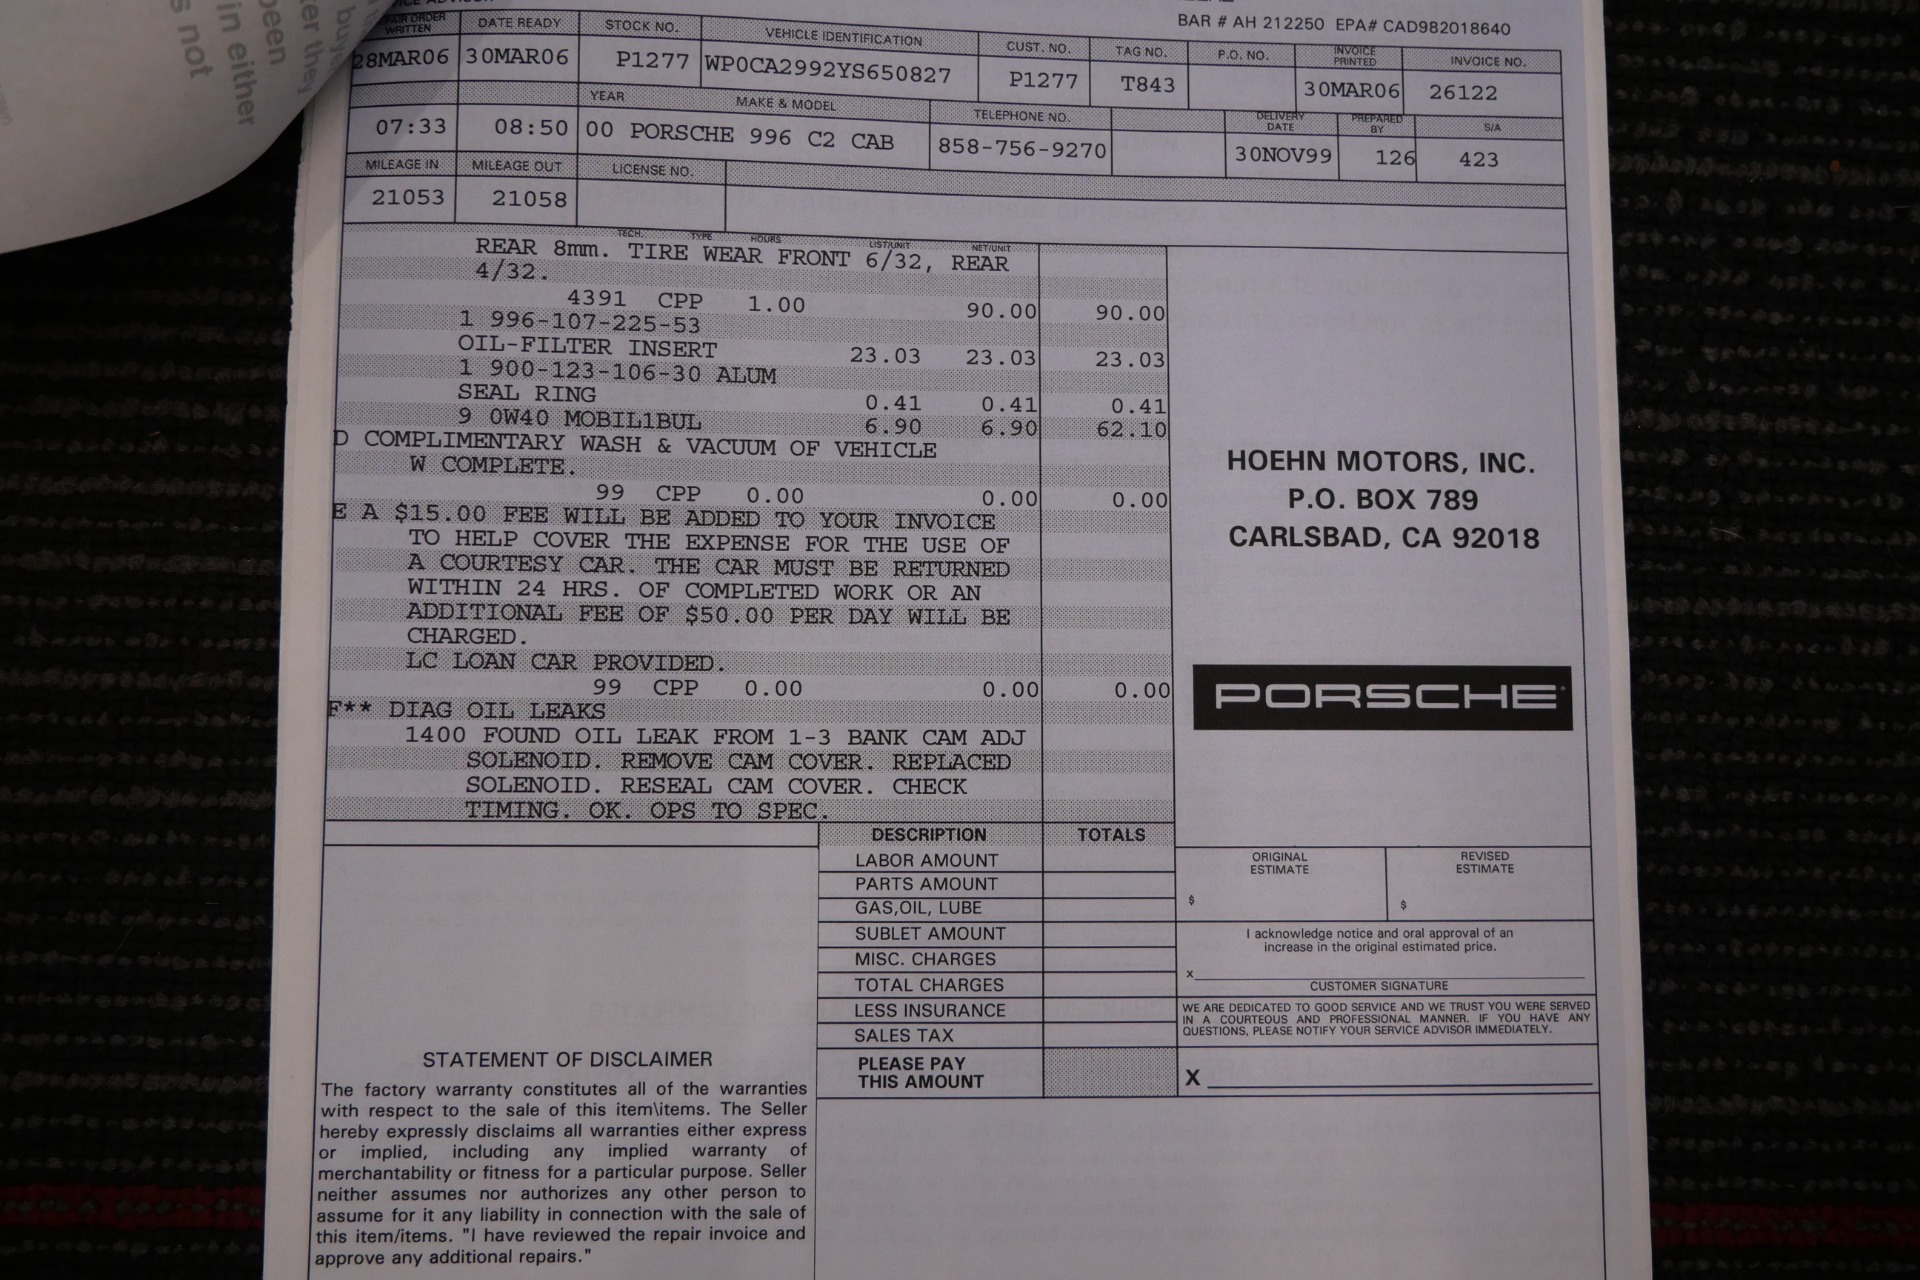 BAR # AH 212250 EPA# CAD982018640
REPAIR ORDER WRITTEN DATE READY STOCK NO. VEHICLE IDENTIFICATION CUST. NO. TAG NO. P.O. NO. INVOICE PRINTED INVOICE NO.
28MAR06 30MAR06 P1277 WP0CA2992YS650827 P1277 T843 30MAR06 26122
YEAR MAKE & MODEL TELEPHONE NO. DELIVERY DATE PREPARED BY S/A
07:33 08:50 00 PORSCHE 996 C2 CAB 858-756-9270 30NOV99 126 423
MILEAGE IN MILEAGE OUT LICENSE NO.
21053 21058
TECH. TYPE HOURS LIST/UNIT NET/UNIT
REAR 8mm. TIRE WEAR FRONT 6/32, REAR
4/32.
4391 CPP 1.00 90.00 90.00
1 996-107-225-53
OIL-FILTER INSERT 23.03 23.03 23.03
1 900-123-106-30 ALUM
SEAL RING 0.41 0.41 0.41
9 0W40 MOBIL1BUL 6.90 6.90 62.10
D COMPLIMENTARY WASH & VACUUM OF VEHICLE
W COMPLETE.
99 CPP 0.00 0.00 0.00
E A $15.00 FEE WILL BE ADDED TO YOUR INVOICE
TO HELP COVER THE EXPENSE FOR THE USE OF
A COURTESY CAR. THE CAR MUST BE RETURNED
WITHIN 24 HRS. OF COMPLETED WORK OR AN
ADDITIONAL FEE OF $50.00 PER DAY WILL BE
CHARGED.
LC LOAN CAR PROVIDED.
99 CPP 0.00 0.00 0.00
F** DIAG OIL LEAKS
1400 FOUND OIL LEAK FROM 1-3 BANK CAM ADJ
SOLENOID. REMOVE CAM COVER. REPLACED
SOLENOID. RESEAL CAM COVER. CHECK
TIMING. OK. OPS TO SPEC.
HOEHN MOTORS, INC.
P.O. BOX 789
CARLSBAD, CA 92018
PORSCHE
DESCRIPTION TOTALS
LABOR AMOUNT
PARTS AMOUNT
GAS,OIL, LUBE
SUBLET AMOUNT
MISC. CHARGES
TOTAL CHARGES
LESS INSURANCE
SALES TAX
PLEASE PAY
THIS AMOUNT
ORIGINAL ESTIMATE REVISED ESTIMATE
$ $
I acknowledge notice and oral approval of an
increase in the original estimated price.
x
CUSTOMER SIGNATURE
WE ARE DEDICATED TO GOOD SERVICE AND WE TRUST YOU WERE SERVED
IN A COURTEOUS AND PROFESSIONAL MANNER. IF YOU HAVE ANY
QUESTIONS, PLEASE NOTIFY YOUR SERVICE ADVISOR IMMEDIATELY.
X
STATEMENT OF DISCLAIMER
The factory warranty constitutes all of the warranties
with respect to the sale of this item\items. The Seller
hereby expressly disclaims all warranties either express
or implied, including any implied warranty of
merchantability or fitness for a particular purpose. Seller
neither assumes nor authorizes any other person to
assume for it any liability in connection with the sale of
this item/items. "I have reviewed the repair invoice and
approve any additional repairs."